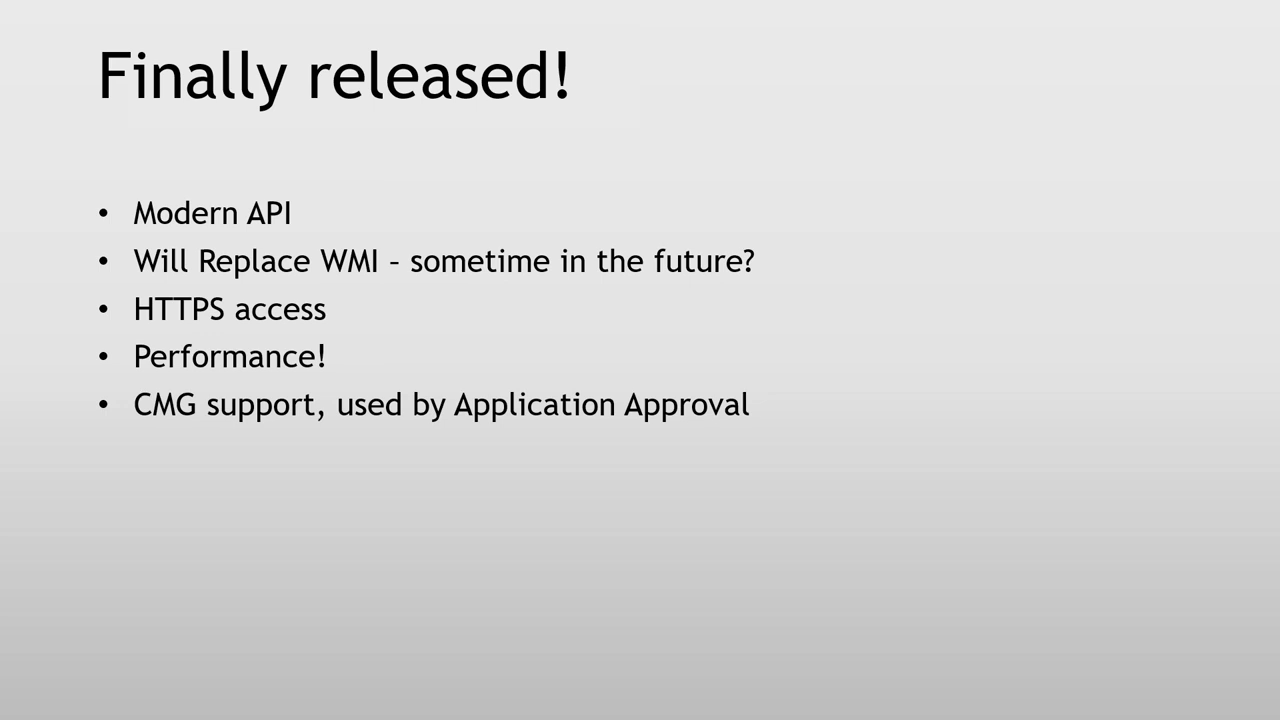 Finally released!
• Modern API
• Will Replace WMI – sometime in the future?
• HTTPS access
• Performance!
• CMG support, used by Application Approval